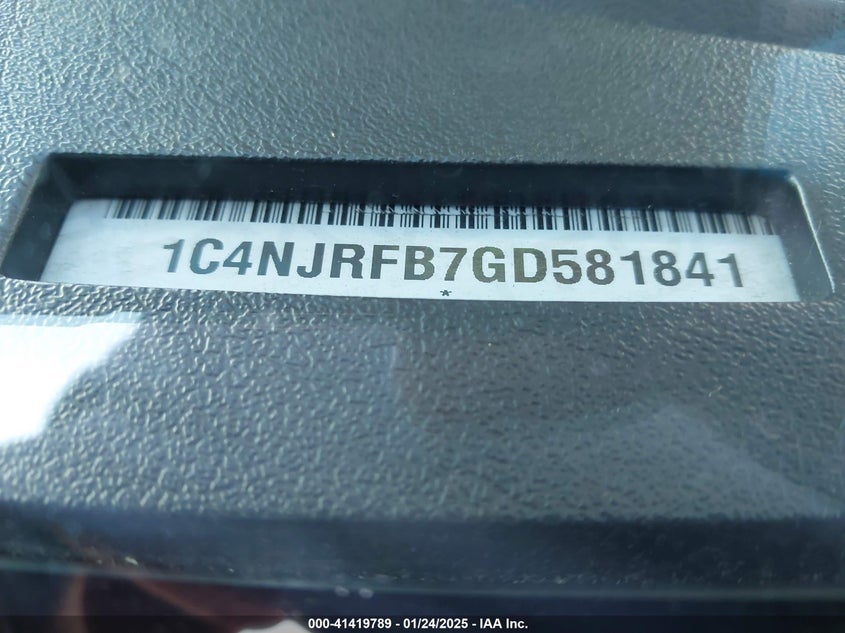 1C4NJRFB7GD581841
*
000-41419789 - 01/24/2025 - IAA Inc.